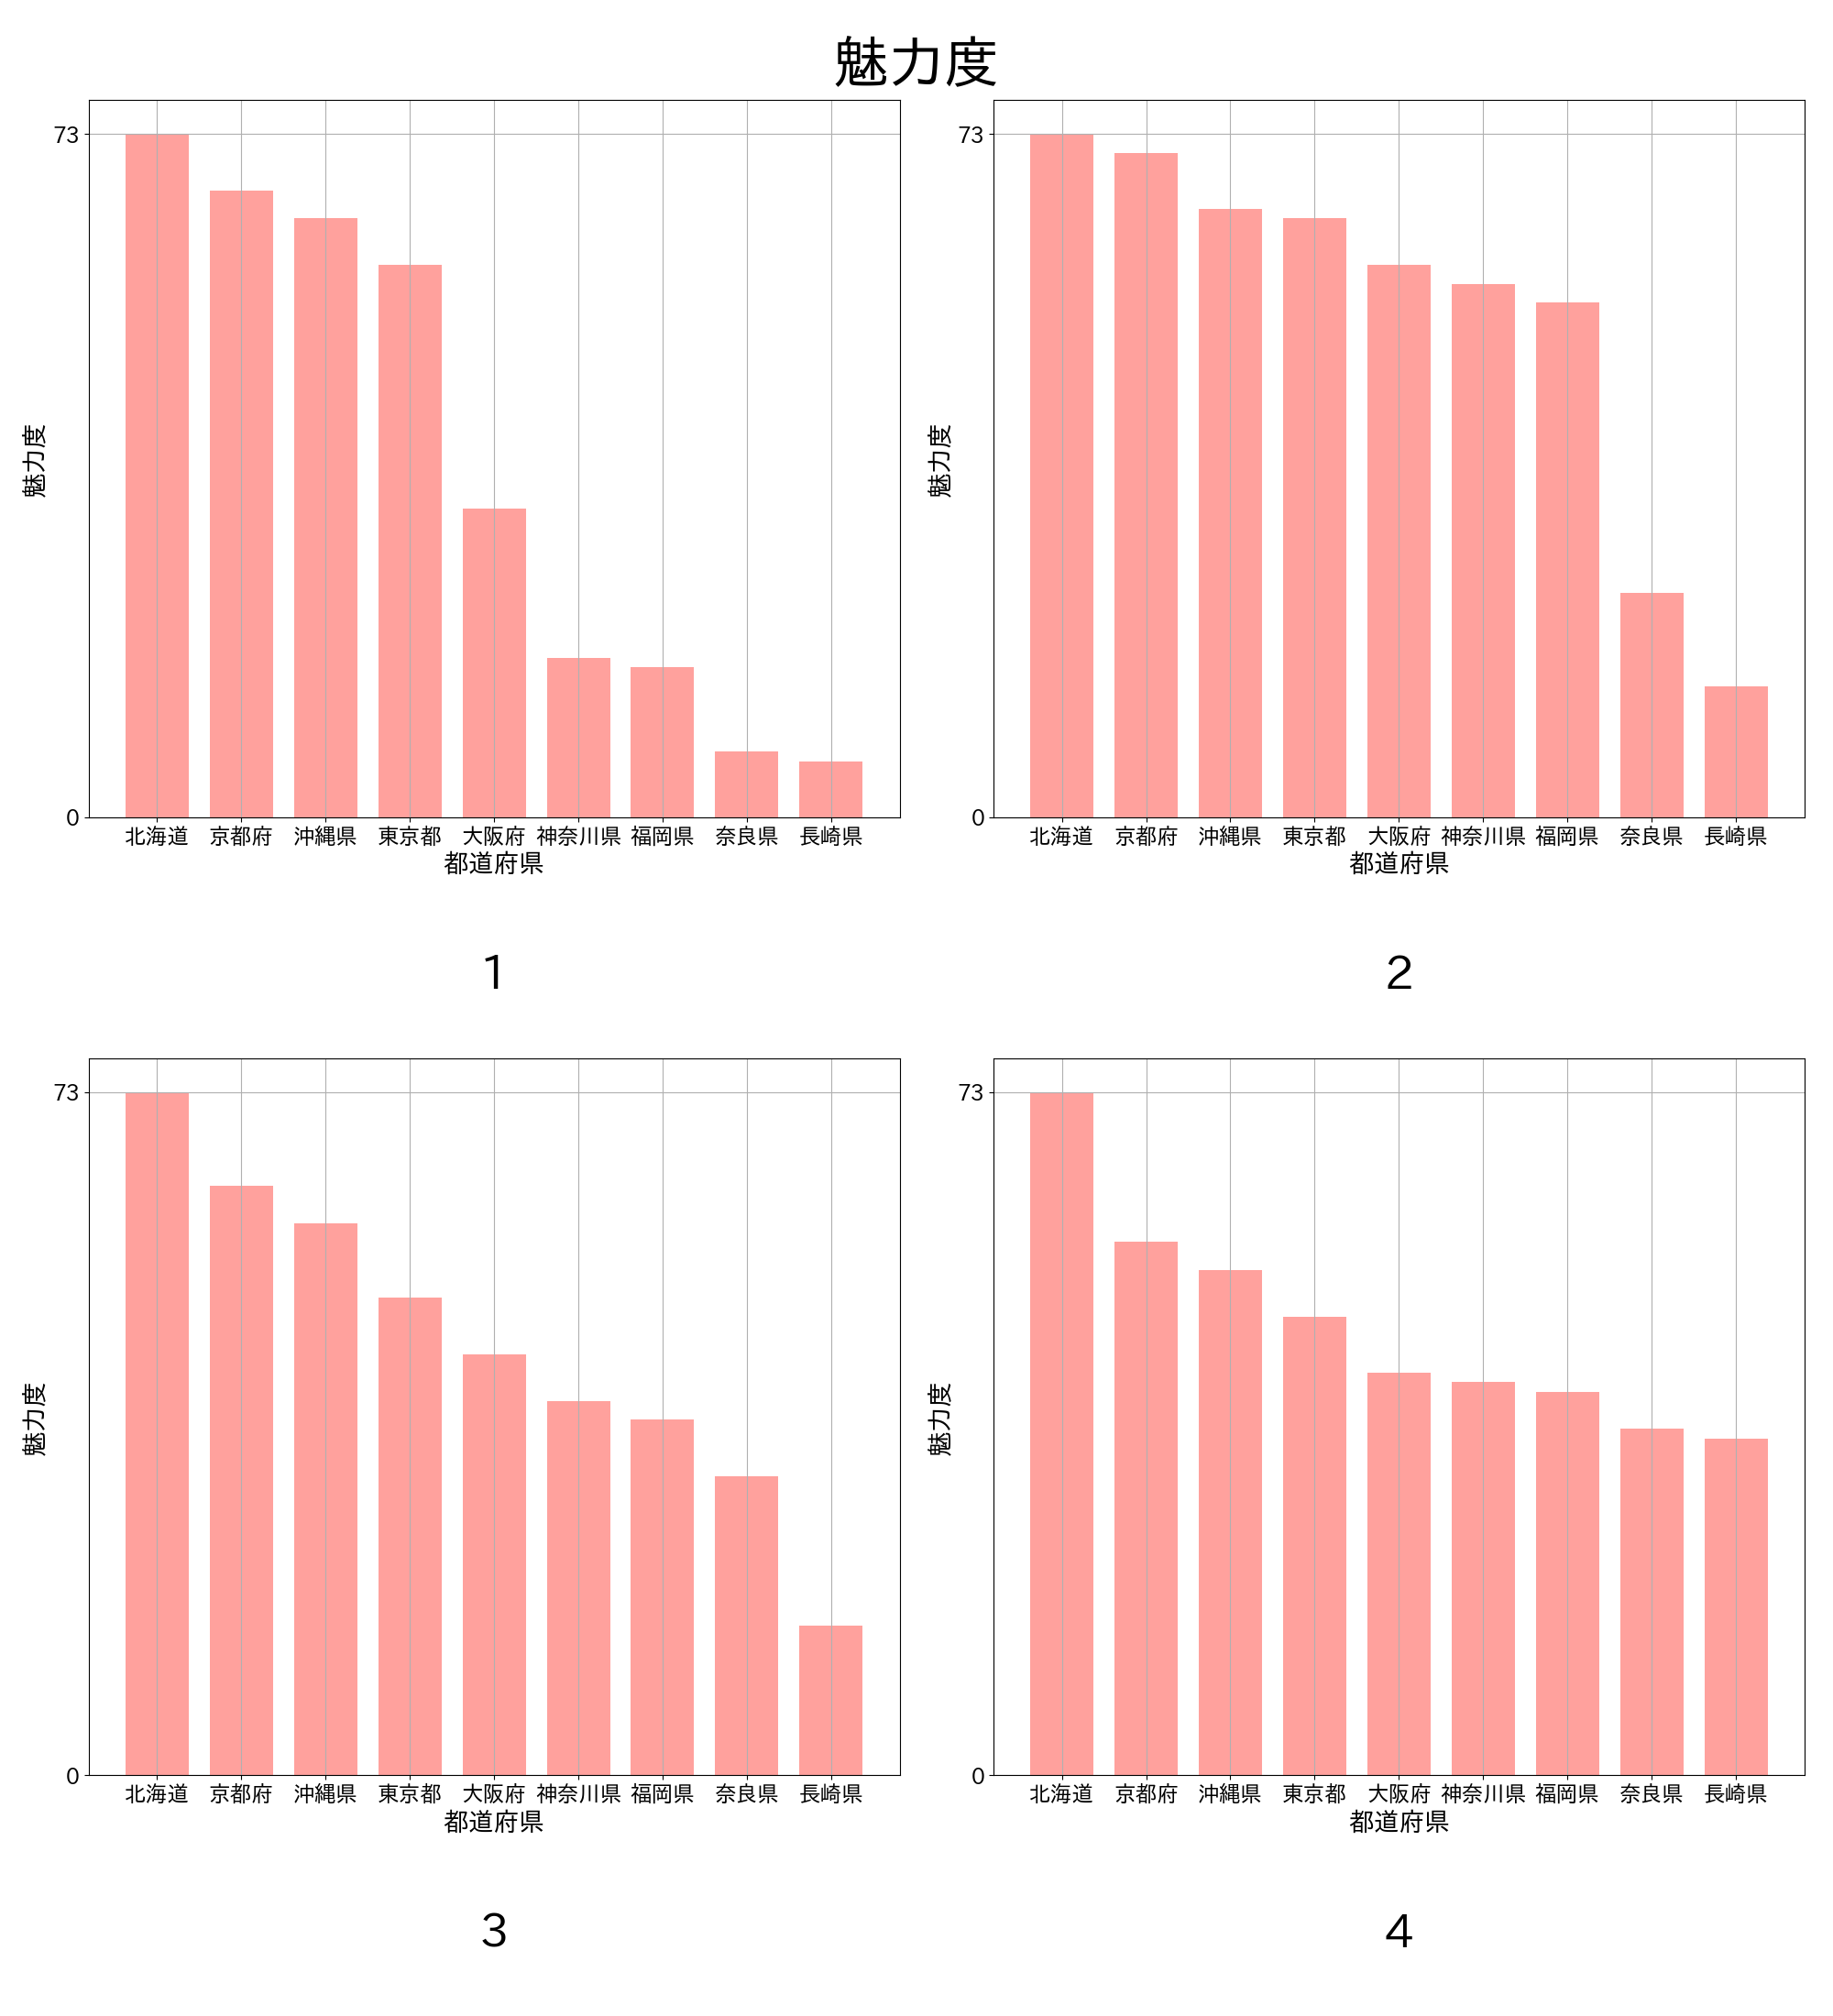 魅力度
73
0
魅力度
北海道 京都府 沖縄県 東京都 大阪府 神奈川県 福岡県 奈良県 長崎県
都道府県
1
73
0
魅力度
北海道 京都府 沖縄県 東京都 大阪府 神奈川県 福岡県 奈良県 長崎県
都道府県
2
73
0
魅力度
北海道 京都府 沖縄県 東京都 大阪府 神奈川県 福岡県 奈良県 長崎県
都道府県
3
73
0
魅力度
北海道 京都府 沖縄県 東京都 大阪府 神奈川県 福岡県 奈良県 長崎県
都道府県
4